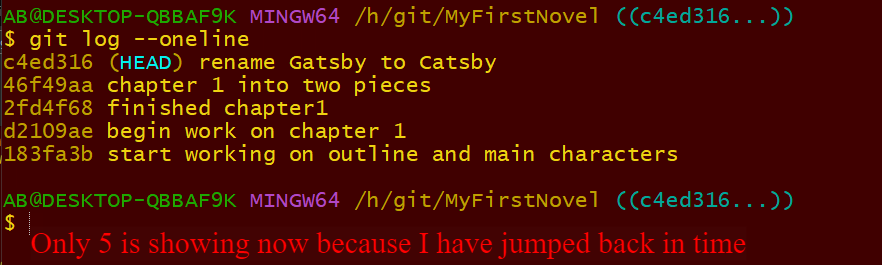 AB@DESKTOP-QBBAF9K MINGW64 /h/git/MyFirstNovel ((c4ed316...))
$ git log --oneline
c4ed316 (HEAD) rename Gatsby to Catsby
46f49aa chapter 1 into two pieces
2fd4f68 finished chapter1
d2109ae begin work on chapter 1
183fa3b start working on outline and main characters
AB@DESKTOP-QBBAF9K MINGW64 /h/git/MyFirstNovel ((c4ed316...))
$
Only 5 is showing now because I have jumped back in time